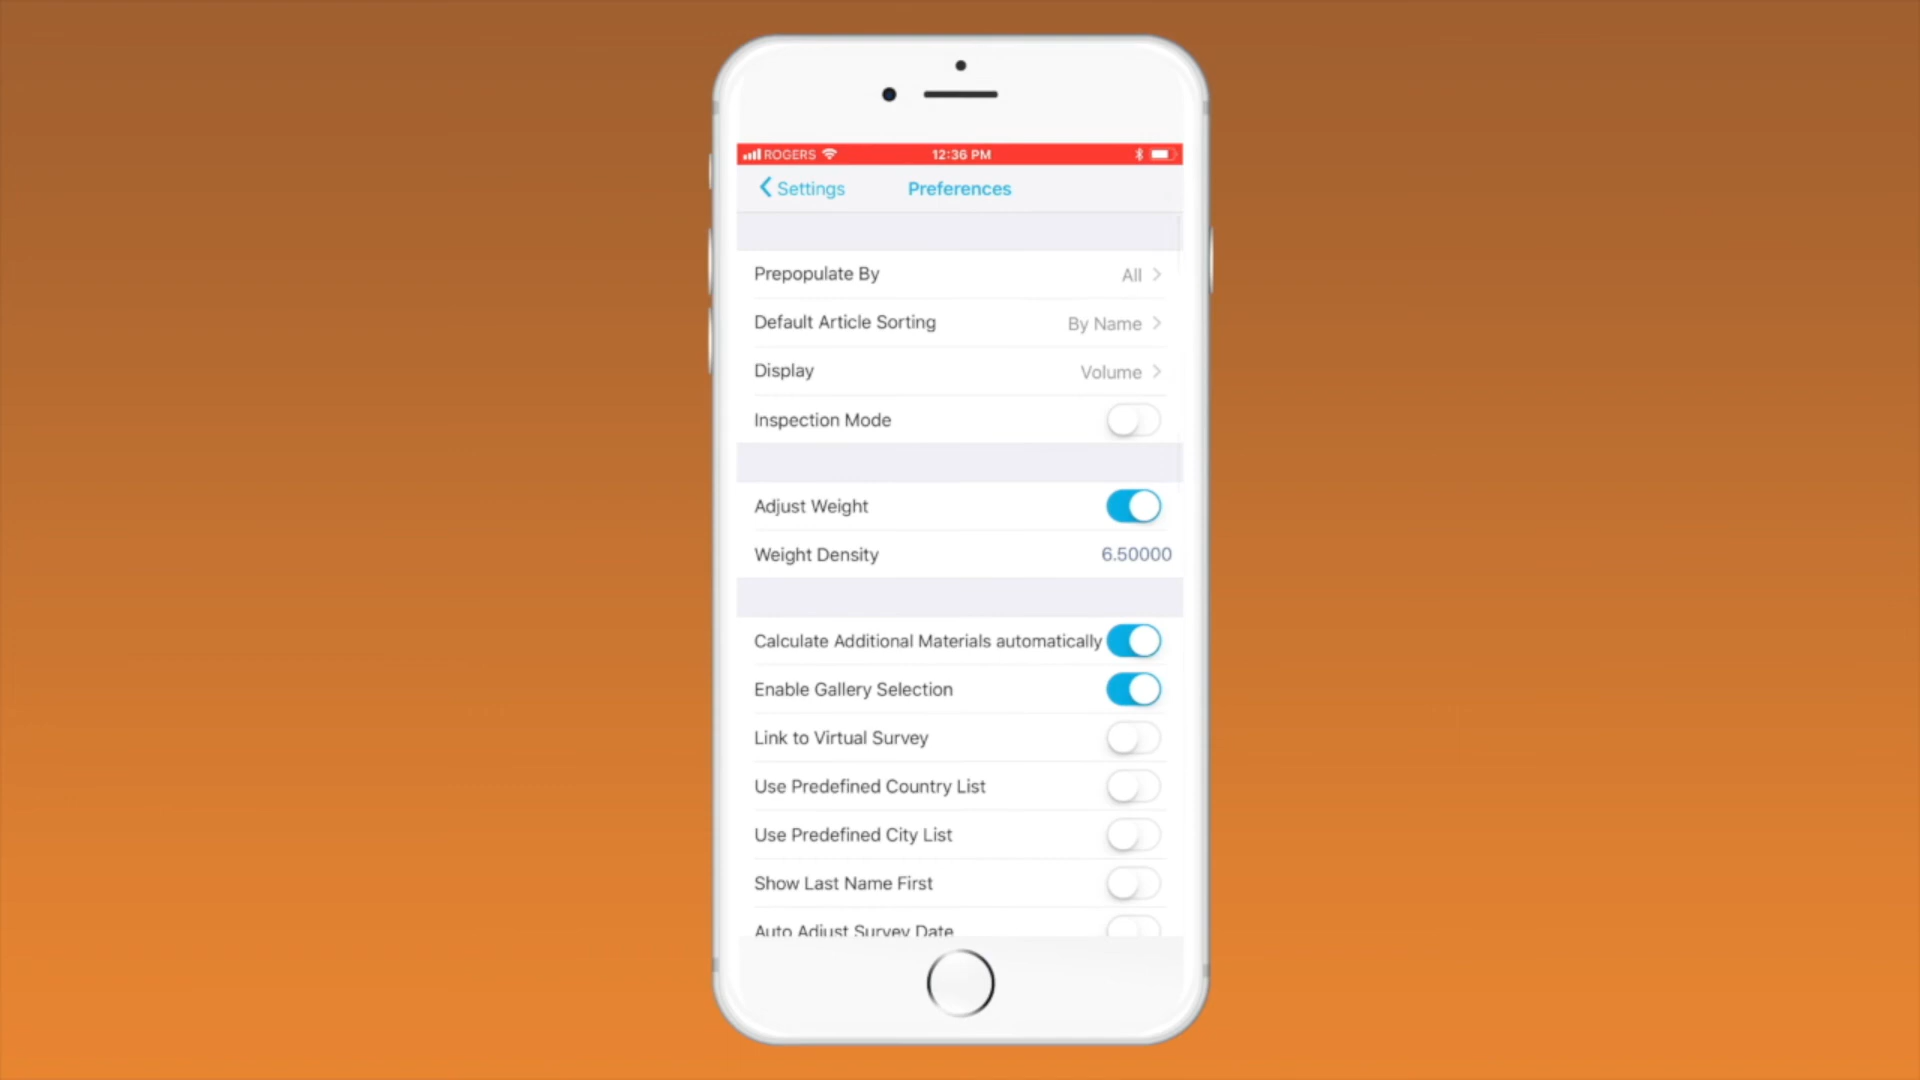 ROGERS 12:36 PM
Settings Preferences
Prepopulate By All
Default Article Sorting By Name
Display Volume
Inspection Mode
Adjust Weight
Weight Density 6.50000
Calculate Additional Materials automatically
Enable Gallery Selection
Link to Virtual Survey
Use Predefined Country List
Use Predefined City List
Show Last Name First
Auto Adjust Survey Date